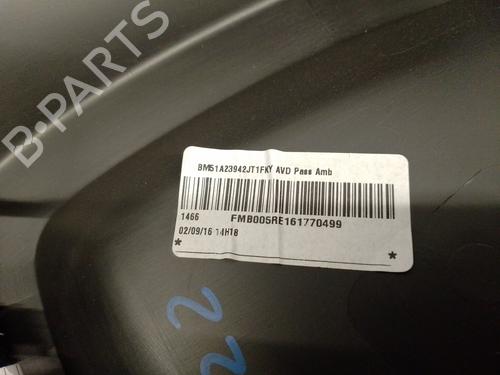 BM51A23942JT1FKY AVD Pass Amb
1466 FMB005RE161770499
02/09/16 14H18
* *
22
B-PARTS